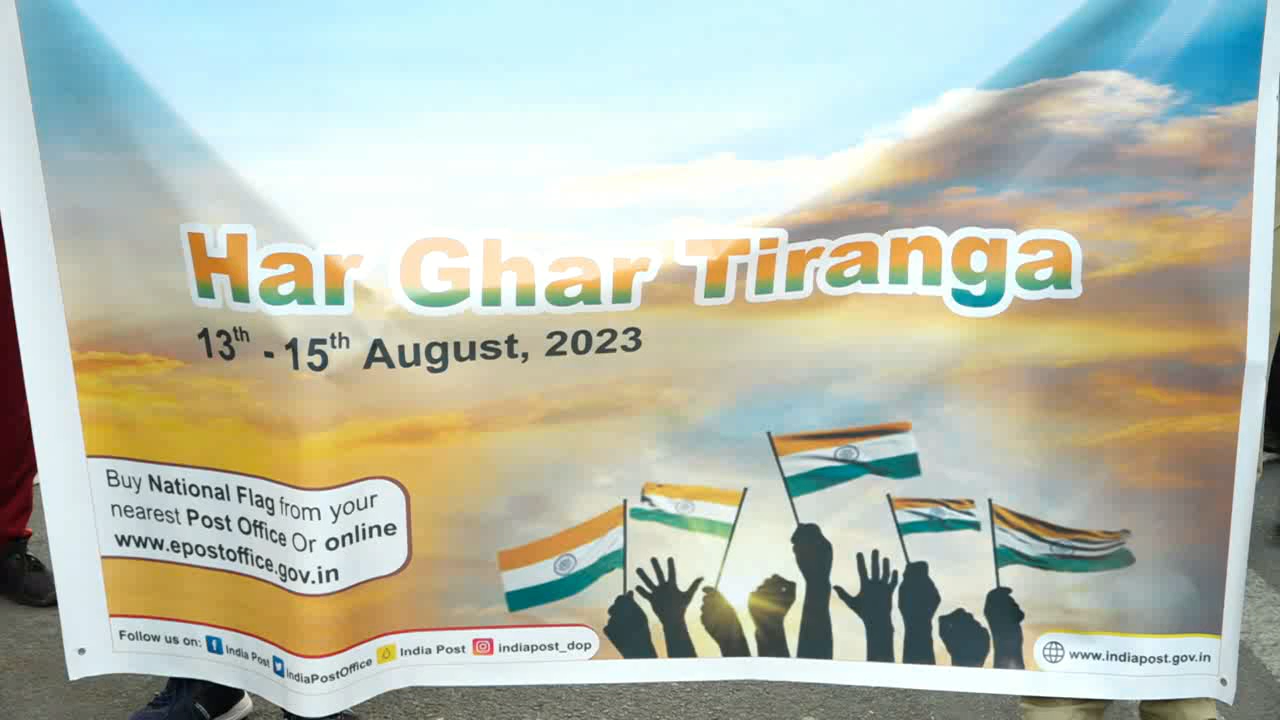 Har Ghar Tiranga
13th - 15th August, 2023
Buy National Flag from your
nearest Post Office Or online
www.epostoffice.gov.in
Follow us on: India Post IndiaPostOffice India Post indiapost_dop
www.indiapost.gov.in